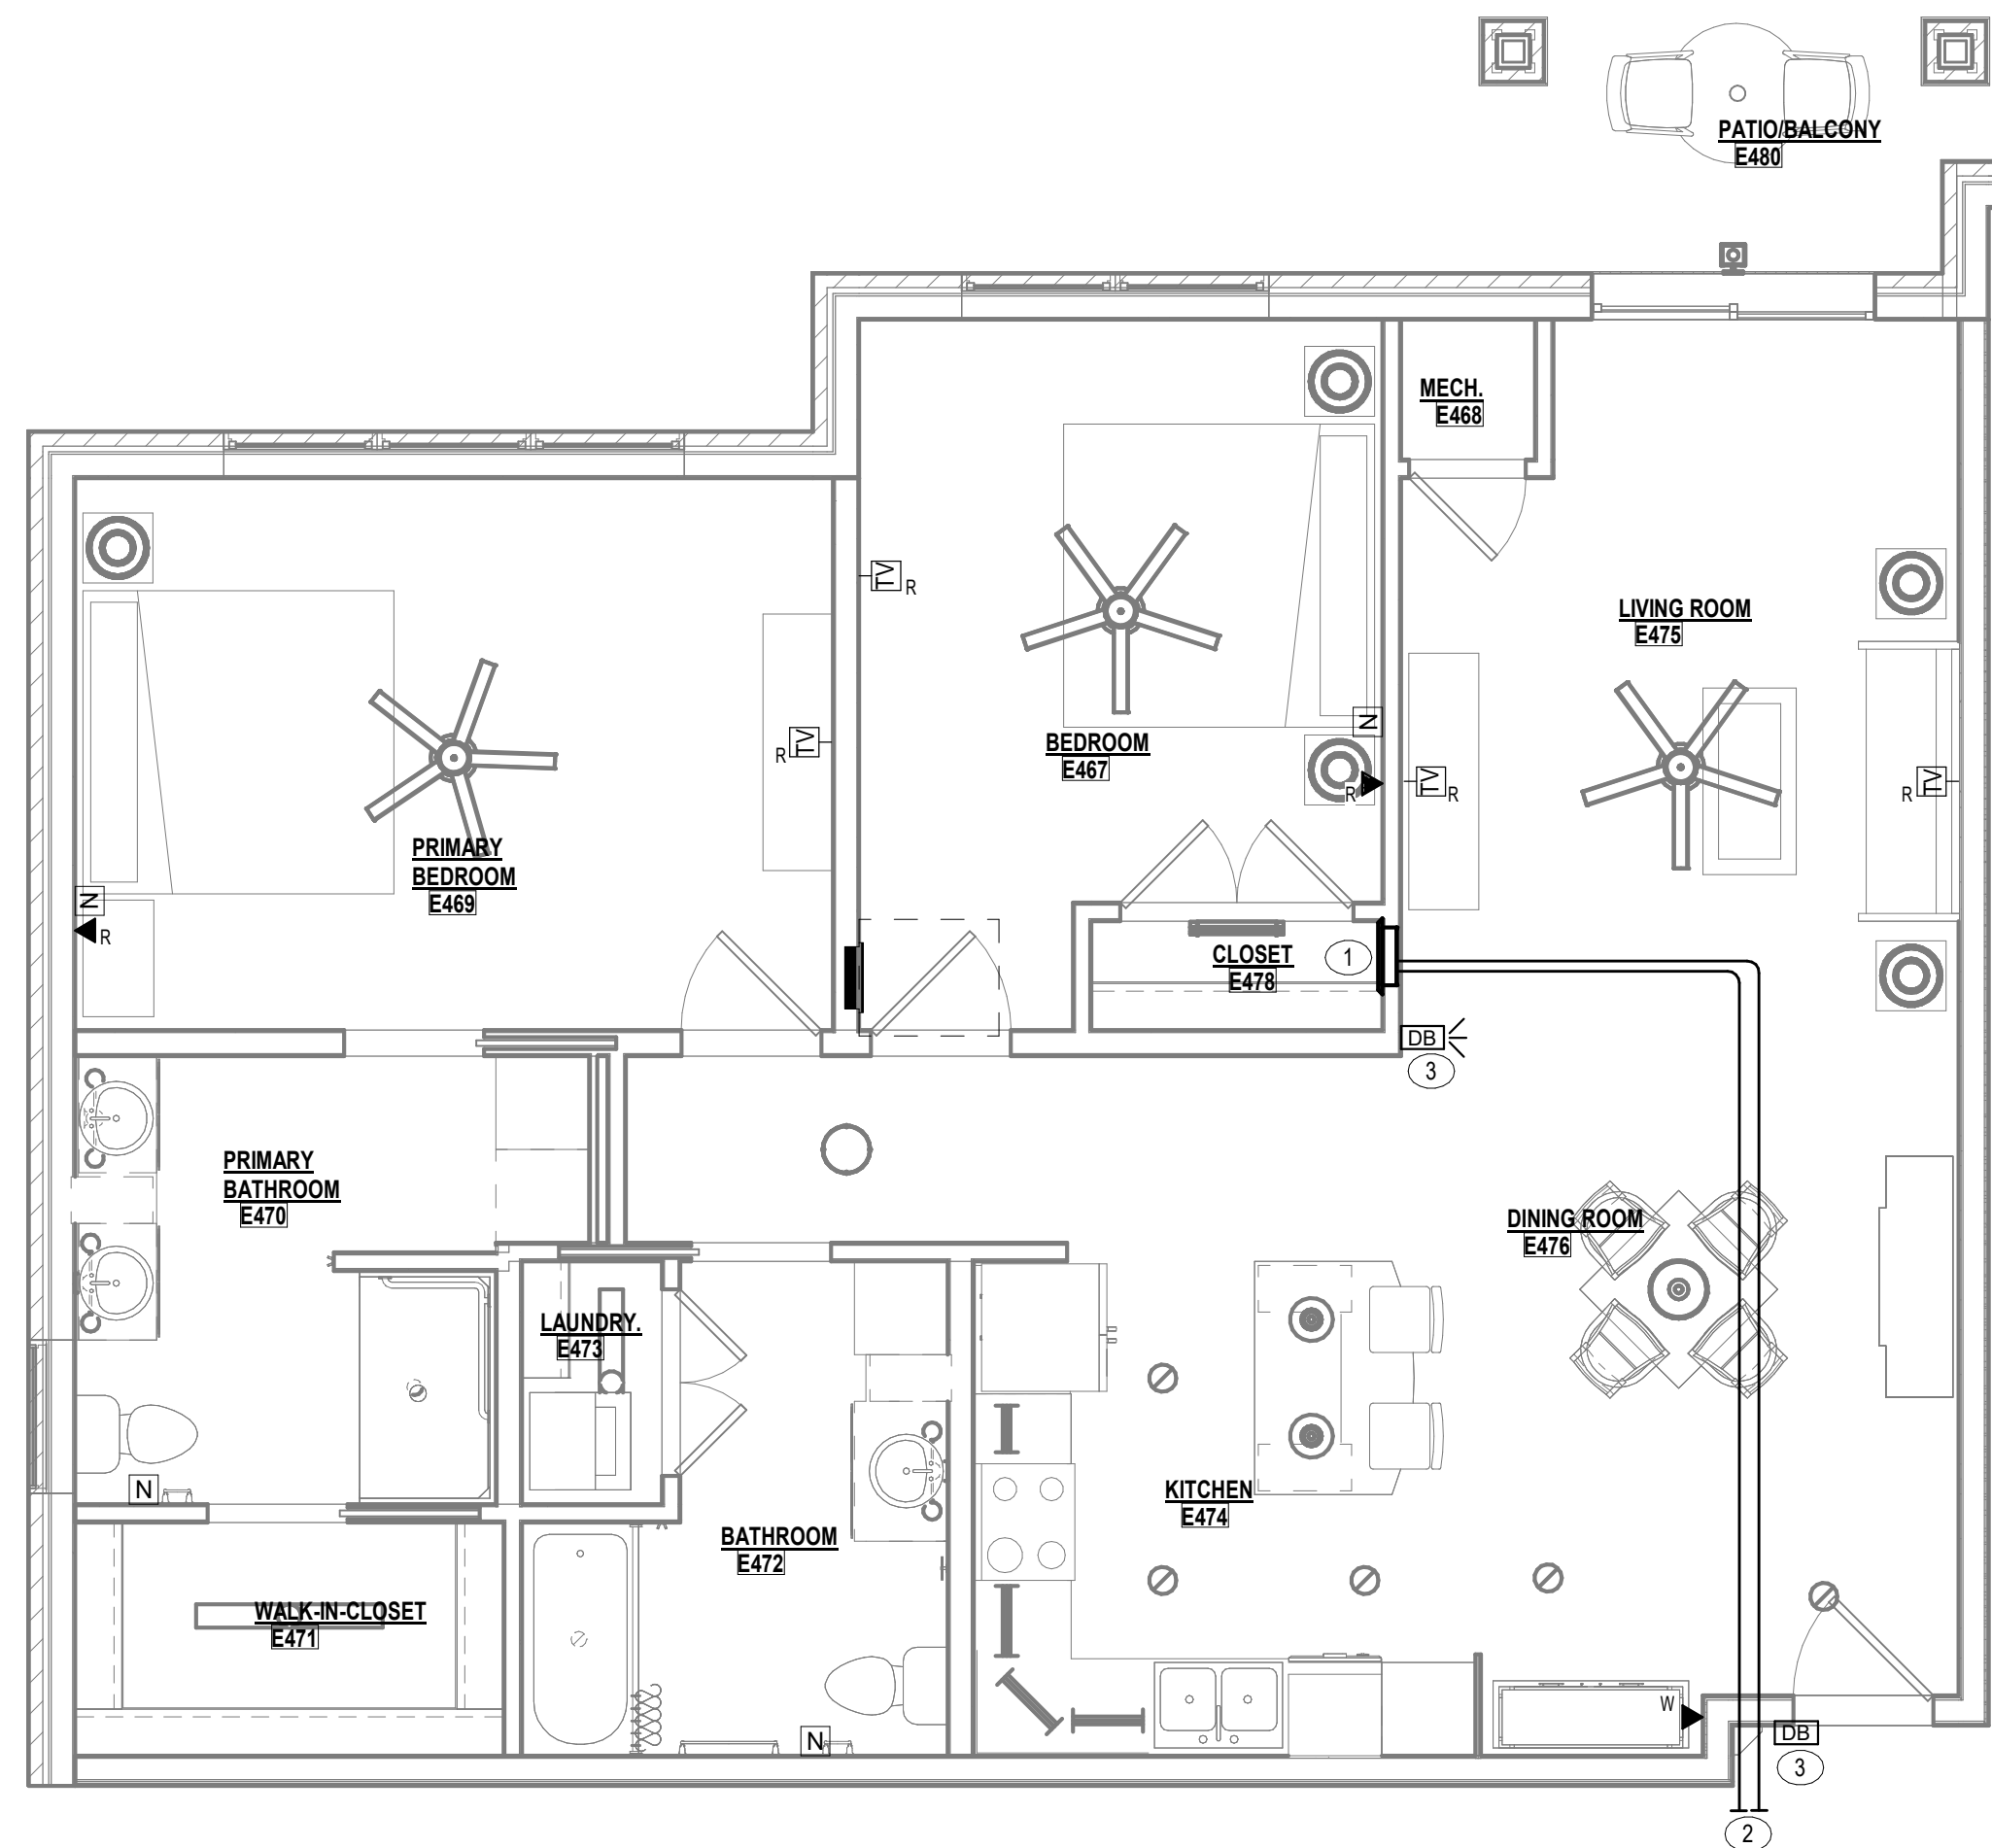 PATIO/BALCONY
E480
MECH.
E468
TV
R
LIVING ROOM
E475
BEDROOM
E467
N
R
TV
R
TV
R
R
TV
PRIMARY
BEDROOM
E469
N
R
CLOSET
E478
1
DB
3
PRIMARY
BATHROOM
E470
DINING ROOM
E476
LAUNDRY.
E473
KITCHEN
E474
N
BATHROOM
E472
WALK-IN-CLOSET
E471
W
N
DB
3
2